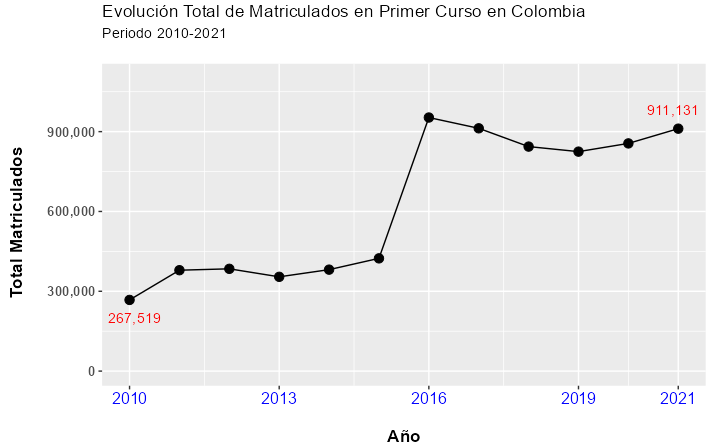 Evolución Total de Matriculados en Primer Curso en Colombia
Periodo 2010-2021
911,131
900,000
600,000
300,000
267,519
0
Total Matriculados
2010 2013 2016 2019 2021
Año